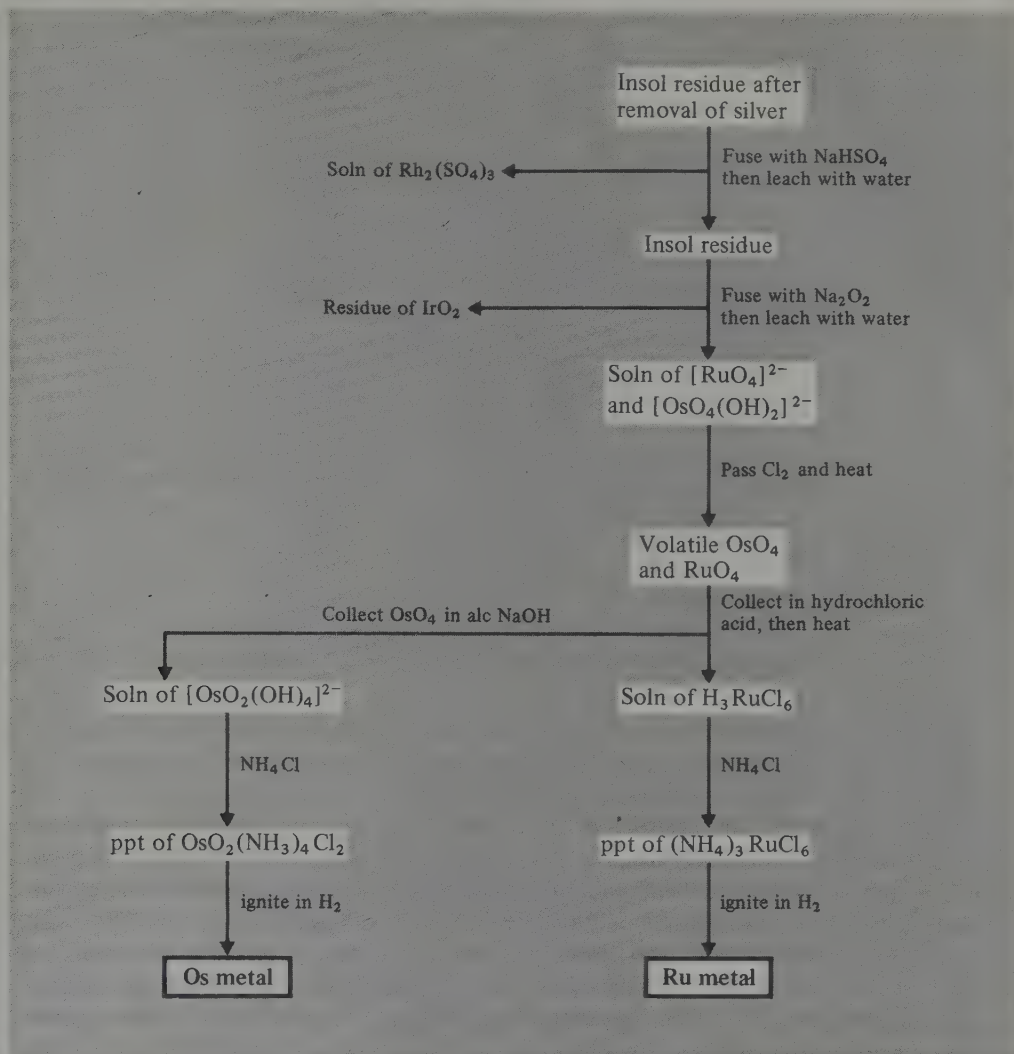 Insol residue after
removal of silver
Fuse with NaHSO₄
then leach with water
Soln of Rh₂(SO₄)₃
Insol residue
Fuse with Na₂O₂
then leach with water
Residue of IrO₂
Soln of [RuO₄]²⁻
and [OsO₄(OH)₂]²⁻
Pass Cl₂ and heat
Volatile OsO₄
and RuO₄
Collect in hydrochloric
acid, then heat
Collect OsO₄ in alc NaOH
Soln of [OsO₂(OH)₄]²⁻
Soln of H₃RuCl₆
NH₄Cl
NH₄Cl
ppt of OsO₂(NH₃)₄Cl₂
ppt of (NH₄)₃RuCl₆
ignite in H₂
ignite in H₂
Os metal
Ru metal